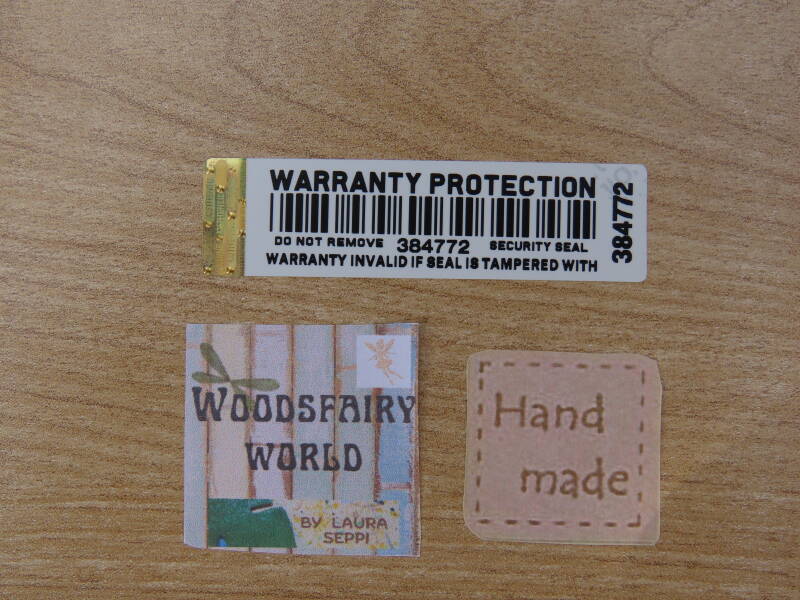 WARRANTY PROTECTION
DO NOT REMOVE 384772 SECURITY SEAL
WARRANTY INVALID IF SEAL IS TAMPERED WITH
384772
WOODSFAIRY
WORLD
BY LAURA
SEPPI
Hand
made